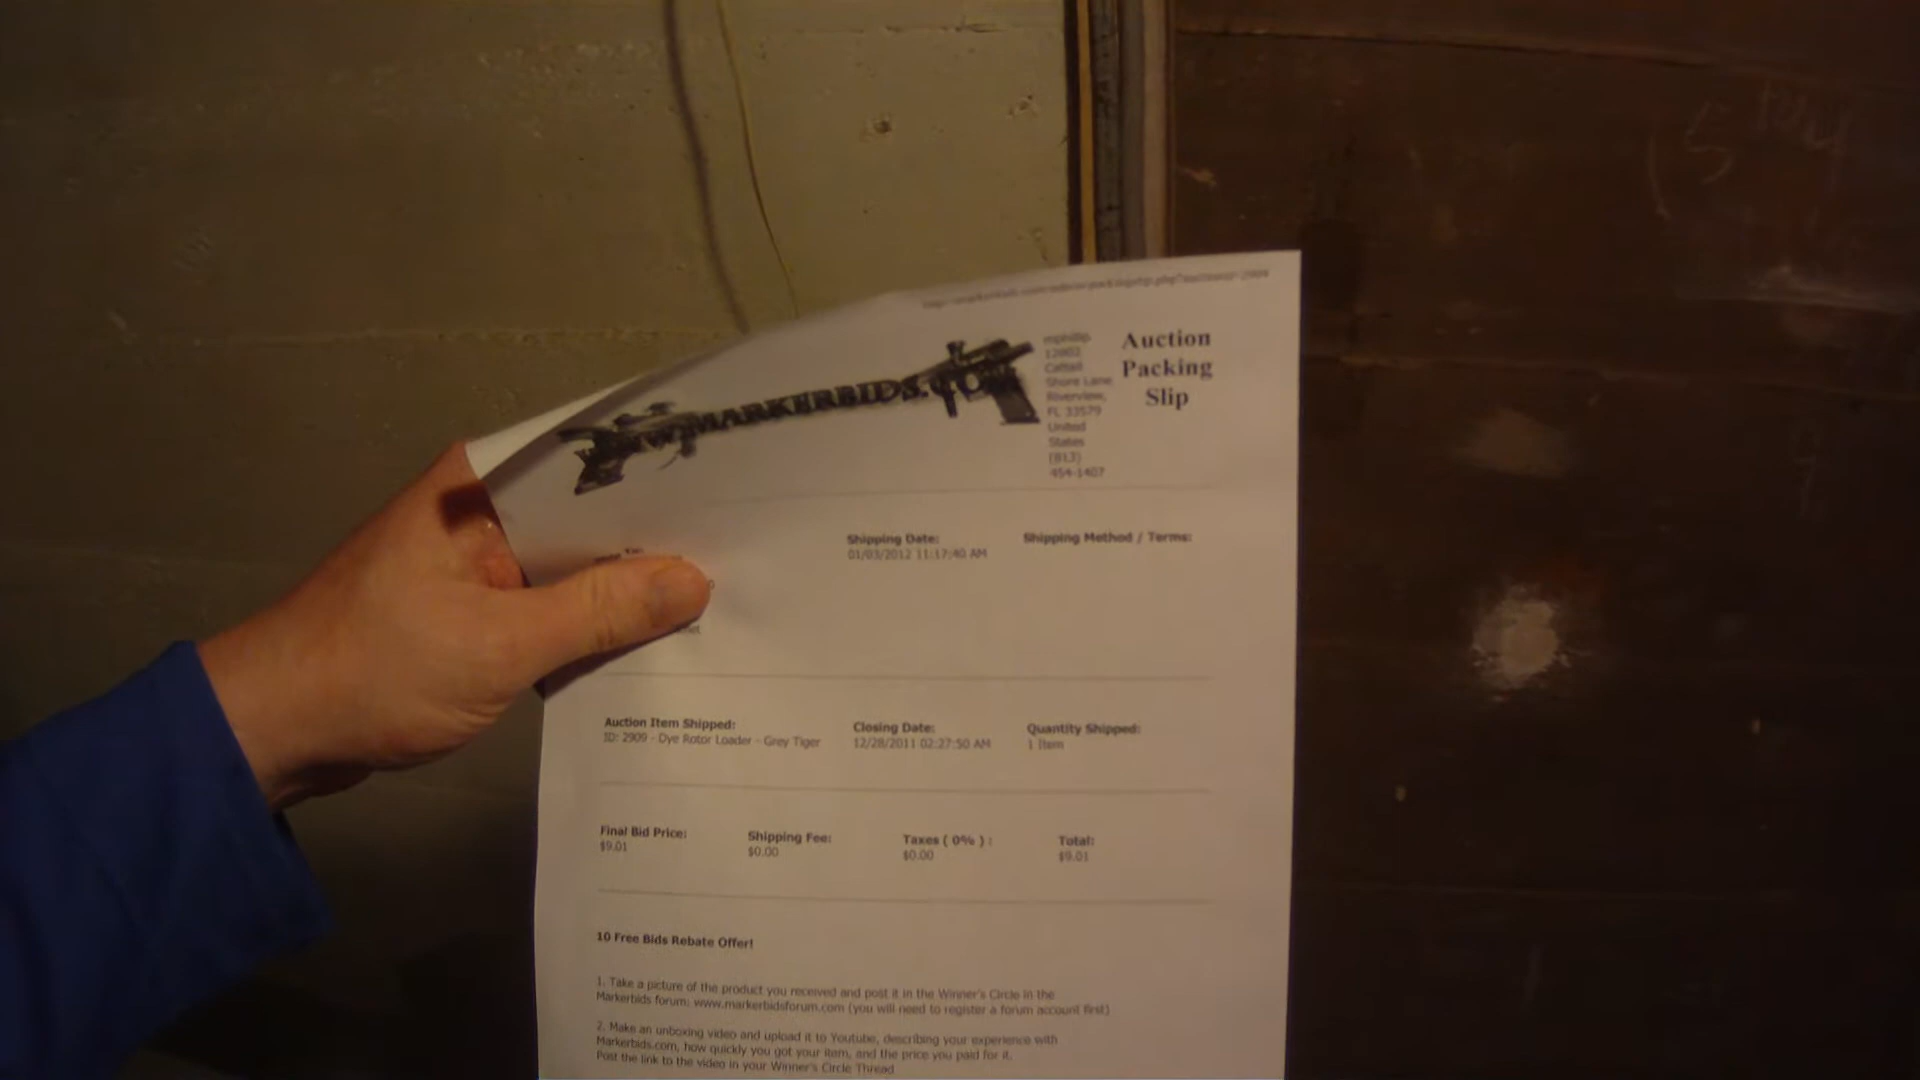 Auction
Packing
Slip
WWW.MARKERBIDS.COM
12802
Cattail
Shore Lane
Riverview,
FL 33579
United
States
(813)
454-1407
Shipping Date:
01/03/2012 11:17:40 AM
Shipping Method / Terms:
Auction Item Shipped:
ID: 2909 - Dye Rotor Loader - Grey Tiger
Closing Date:
12/28/2011 02:27:50 AM
Quantity Shipped:
1 Item
Final Bid Price:
$9.01
Shipping Fee:
$0.00
Taxes ( 0% ) :
$0.00
Total:
$9.01
10 Free Bids Rebate Offer!
1. Take a picture of the product you received and post it in the Winner's Circle in the
Markerbids forum: www.markerbidsforum.com (you will need to register a forum account first)
2. Make an unboxing video and upload it to Youtube, describing your experience with
Markerbids.com, how quickly you got your item, and the price you paid for it.
Post the link to the video in your Winner's Circle Thread